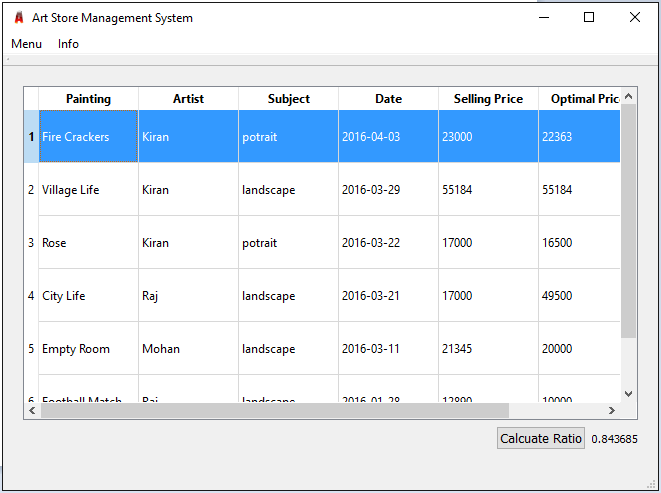 Art Store Management System
Menu Info
Painting Artist Subject Date Selling Price Optimal Pric
1 Fire Crackers Kiran potrait 2016-04-03 23000 22363
2 Village Life Kiran landscape 2016-03-29 55184 55184
3 Rose Kiran potrait 2016-03-22 17000 16500
4 City Life Raj landscape 2016-03-21 17000 49500
5 Empty Room Mohan landscape 2016-03-11 21345 20000
6 Football Match Raj landscape 2016-01-28 12890 10000
Calcuate Ratio 0.843685